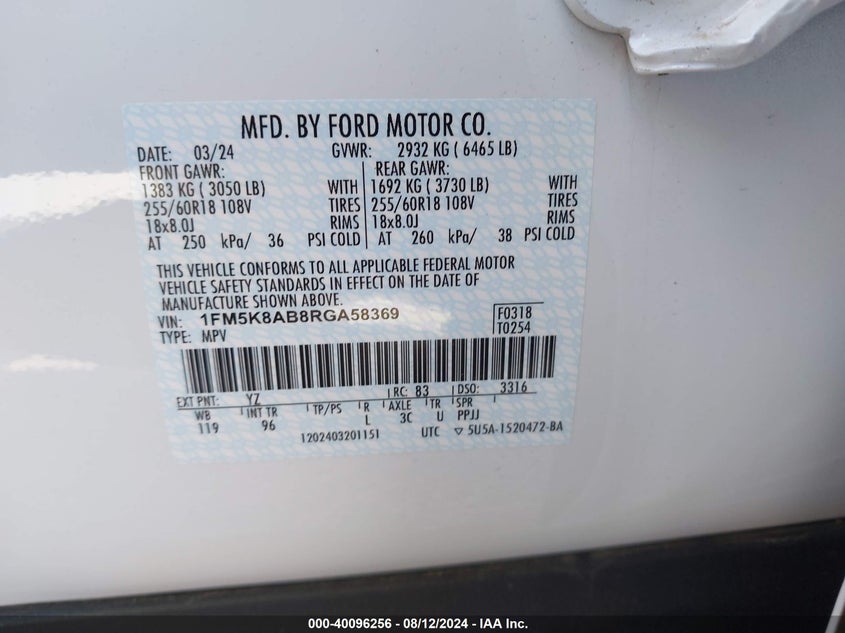 MFD. BY FORD MOTOR CO.
DATE: 03/24 GVWR: 2932 KG ( 6465 LB)
FRONT GAWR: REAR GAWR:
1383 KG ( 3050 LB) WITH 1692 KG ( 3730 LB) WITH
255/60R18 108V TIRES 255/60R18 108V TIRES
18x8.0J RIMS 18x8.0J RIMS
AT 250 kPa/ 36 PSI COLD AT 260 kPa/ 38 PSI COLD
THIS VEHICLE CONFORMS TO ALL APPLICABLE FEDERAL MOTOR
VEHICLE SAFETY STANDARDS IN EFFECT ON THE DATE OF
MANUFACTURE SHOWN ABOVE.
VIN: 1FM5K8AB8RGA58369 F0318
TYPE: MPV T0254
EXT PNT: YZ RC: 83 DSO: 3316
WB INT TR TP/PS R AXLE TR SPR
119 96 L 3C U PPJJ
1202403201151 UTC ▽ 5U5A-1520472-BA
000-40096256 - 08/12/2024 - IAA Inc.